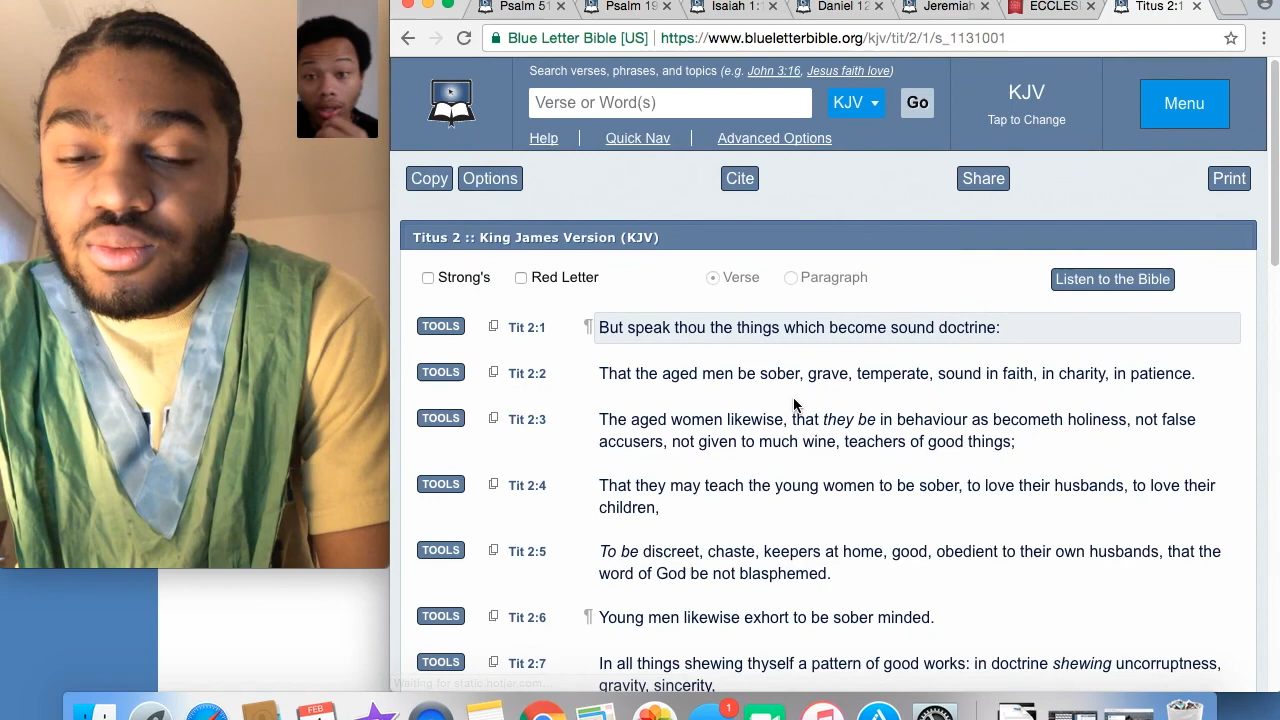 Psalm 51
Psalm 19
Isaiah 1:1
Daniel 12
Jeremiah
ECCLESI
Titus 2:1
Blue Letter Bible [US]
https://www.blueletterbible.org/kjv/tit/2/1/s_1131001
Search verses, phrases, and topics (e.g. John 3:16, Jesus faith love)
Verse or Word(s)
KJV
Go
Help
Quick Nav
Advanced Options
KJV
Tap to Change
Menu
Copy
Options
Cite
Share
Print
Titus 2 :: King James Version (KJV)
Strong's
Red Letter
Verse
Paragraph
Listen to the Bible
TOOLS Tit 2:1 ¶ But speak thou the things which become sound doctrine:
TOOLS Tit 2:2 That the aged men be sober, grave, temperate, sound in faith, in charity, in patience.
TOOLS Tit 2:3 The aged women likewise, that they be in behaviour as becometh holiness, not false
accusers, not given to much wine, teachers of good things;
TOOLS Tit 2:4 That they may teach the young women to be sober, to love their husbands, to love their
children,
TOOLS Tit 2:5 To be discreet, chaste, keepers at home, good, obedient to their own husbands, that the
word of God be not blasphemed.
TOOLS Tit 2:6 ¶ Young men likewise exhort to be sober minded.
TOOLS Tit 2:7 In all things shewing thyself a pattern of good works: in doctrine shewing uncorruptness,
gravity, sincerity,
Waiting for static.hotjar.com...
FEB
1